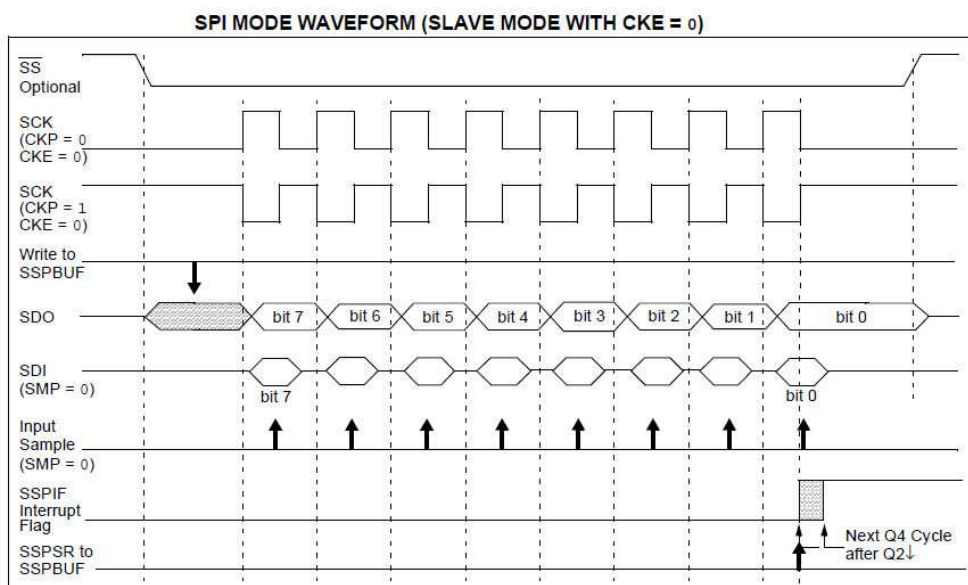 SPI MODE WAVEFORM (SLAVE MODE WITH CKE = 0)
SS
Optional
SCK
(CKP = 0
CKE = 0)
SCK
(CKP = 1
CKE = 0)
Write to
SSPBUF
SDO
bit 7 bit 6 bit 5 bit 4 bit 3 bit 2 bit 1 bit 0
SDI
(SMP = 0)
bit 7 bit 0
Input
Sample
(SMP = 0)
SSPIF
Interrupt
Flag
Next Q4 Cycle
after Q2↓
SSPSR to
SSPBUF